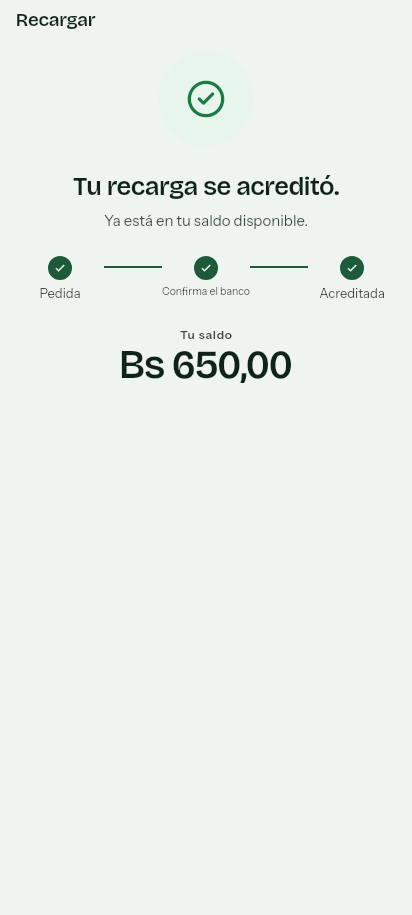 Recargar
Tu recarga se acreditó.
Ya está en tu saldo disponible.
Pedida
Confirma el banco
Acreditada
Tu saldo
Bs 650,00